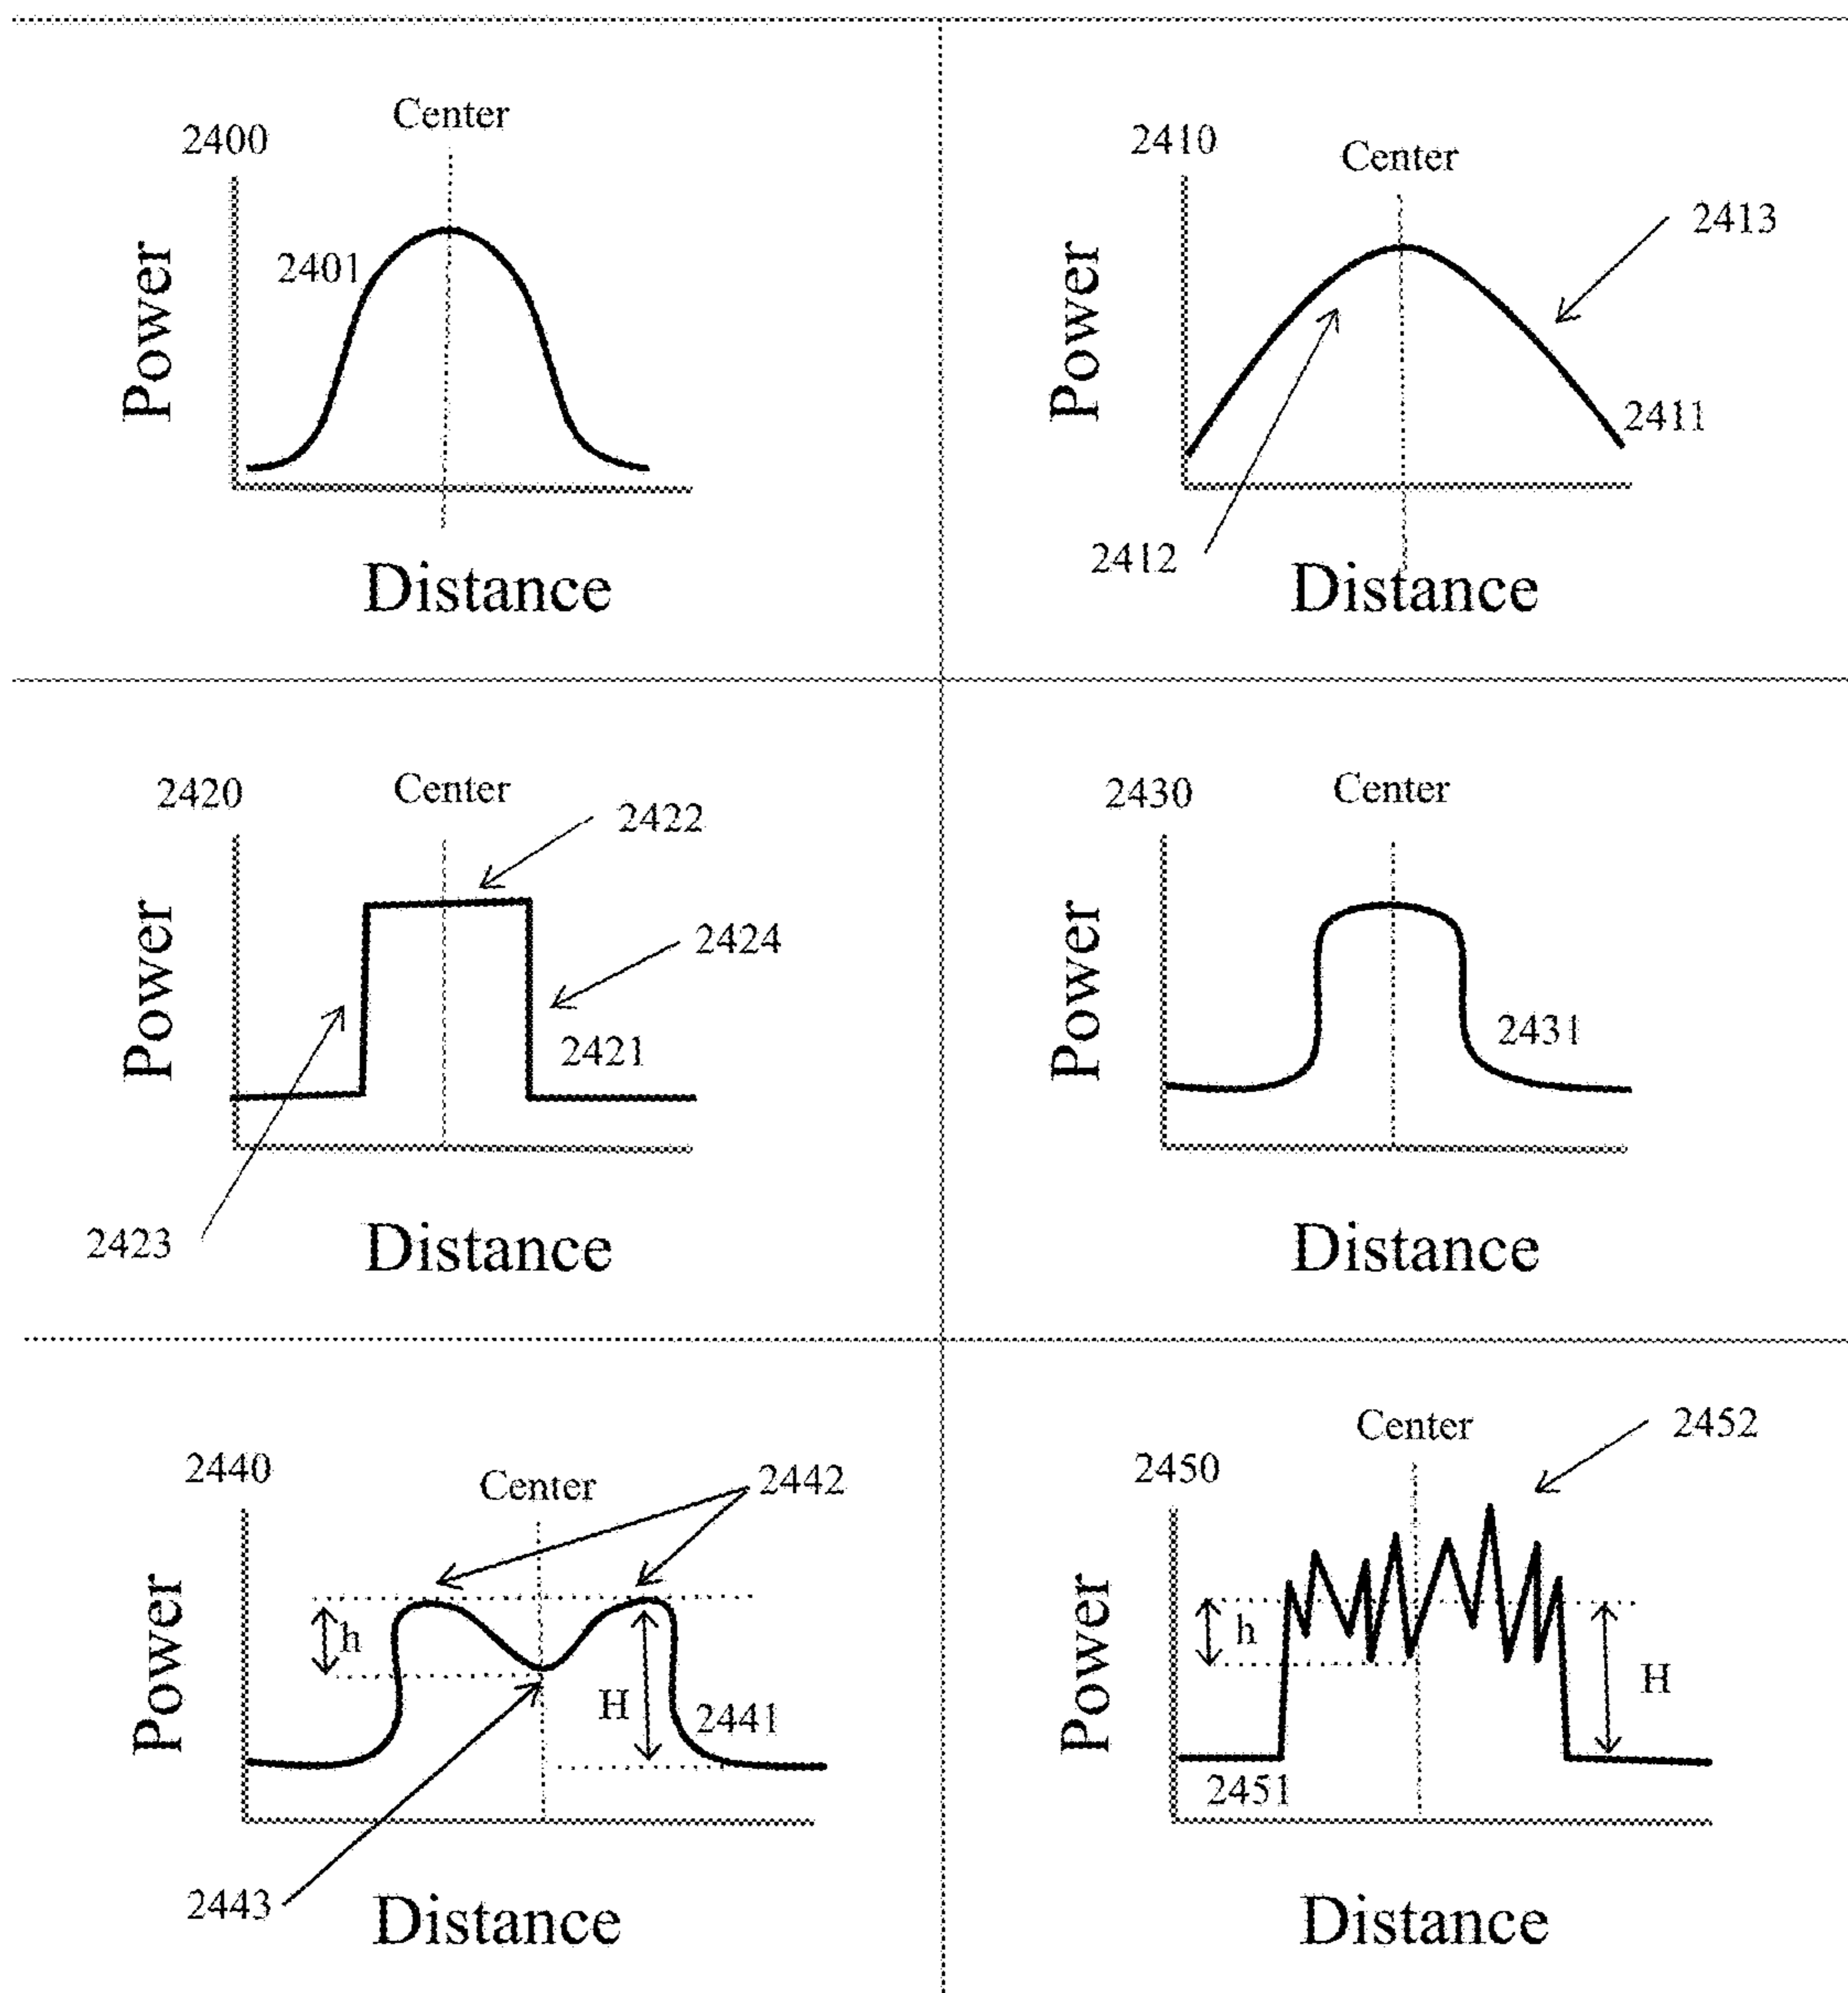 2400
Center
2401
Power
Distance
2410
Center
2413
Power
2411
2412
Distance
2420
Center
2422
2424
Power
2421
2423
Distance
2430
Center
Power
2431
Distance
2440
Center
2442
Power
h
H
2441
2443
Distance
2450
Center
2452
Power
h
H
2451
Distance